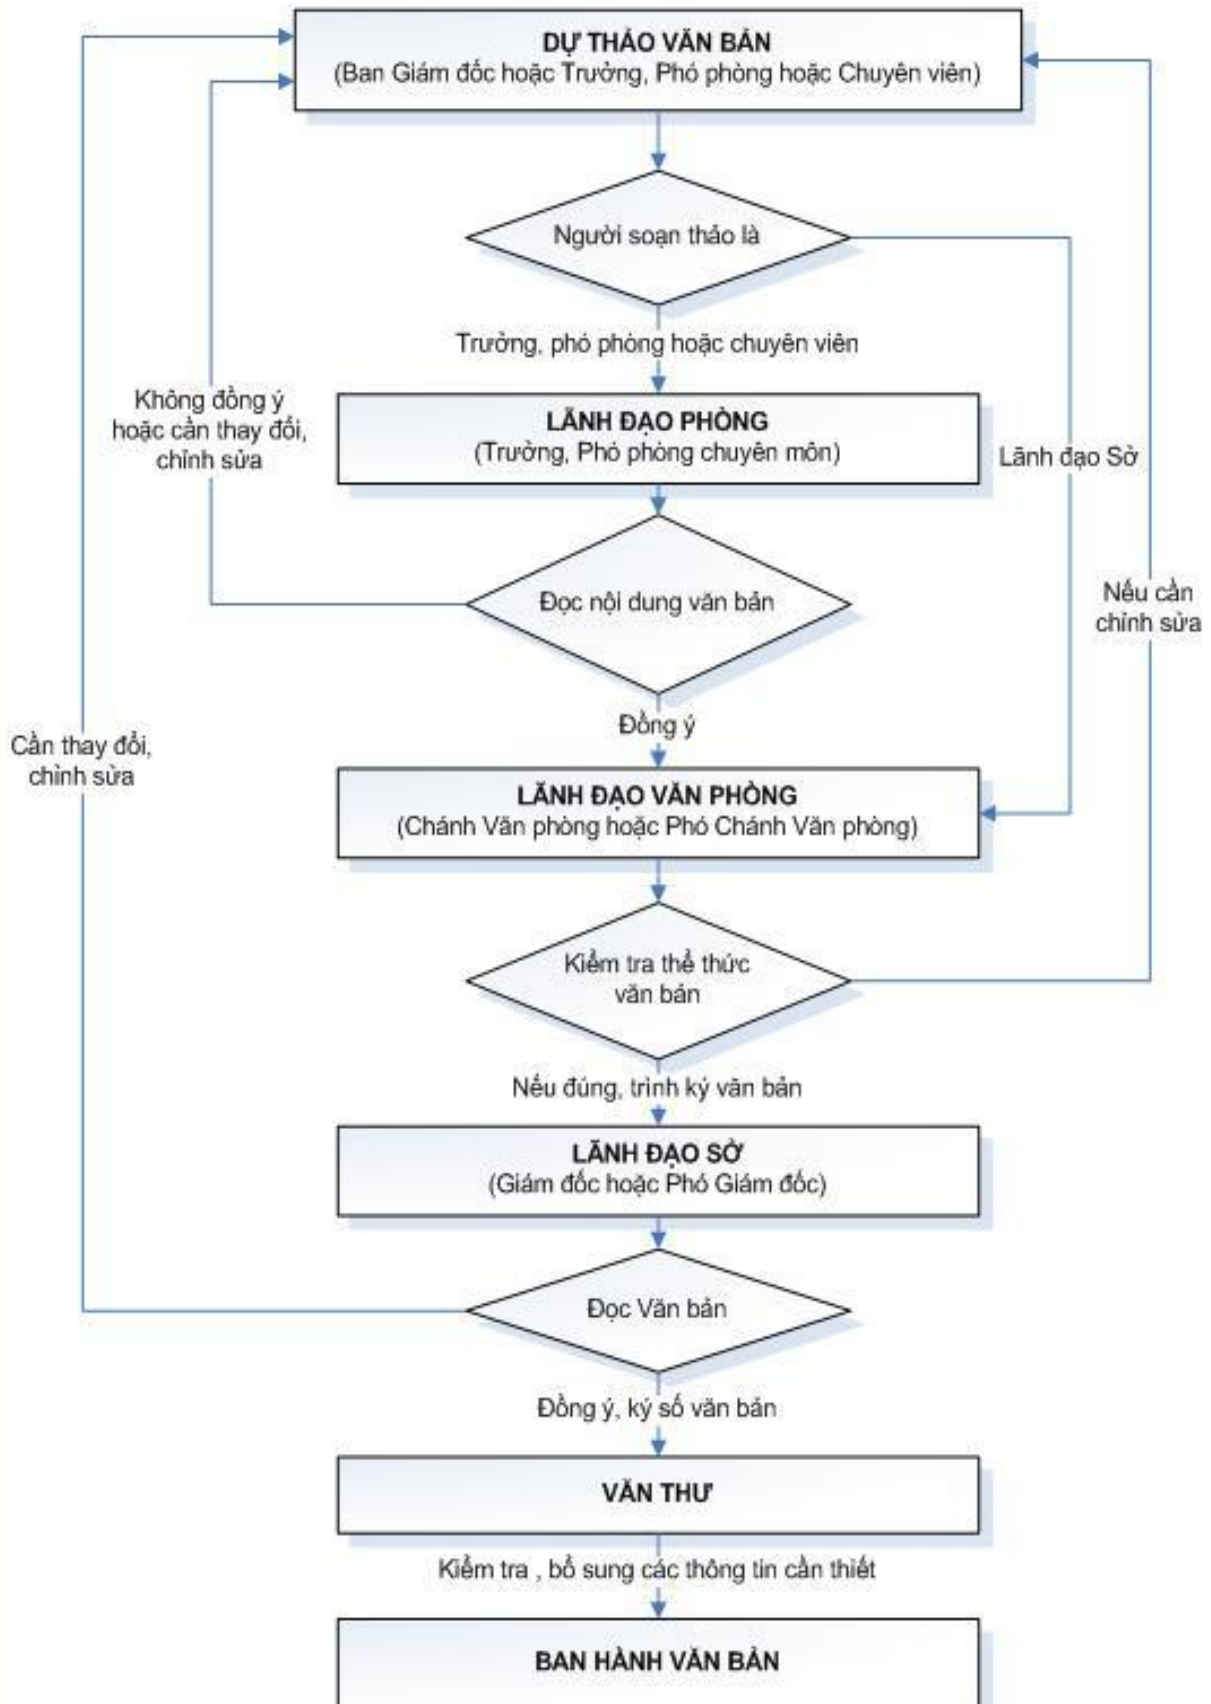 DỰ THẢO VĂN BẢN
(Ban Giám đốc hoặc Trưởng, Phó phòng hoặc Chuyên viên)
Người soạn thảo là
Trưởng, phó phòng hoặc chuyên viên
Không đồng ý
hoặc cần thay đổi,
chỉnh sửa
LÃNH ĐẠO PHÒNG
(Trưởng, Phó phòng chuyên môn)
Lãnh đạo Sở
Đọc nội dung văn bản
Nếu cần
chỉnh sửa
Đồng ý
Cần thay đổi,
chỉnh sửa
LÃNH ĐẠO VĂN PHÒNG
(Chánh Văn phòng hoặc Phó Chánh Văn phòng)
Kiểm tra thể thức
văn bản
Nếu đúng, trình ký văn bản
LÃNH ĐẠO SỞ
(Giám đốc hoặc Phó Giám đốc)
Đọc Văn bản
Đồng ý, ký số văn bản
VĂN THƯ
Kiểm tra , bổ sung các thông tin cần thiết
BAN HÀNH VĂN BẢN